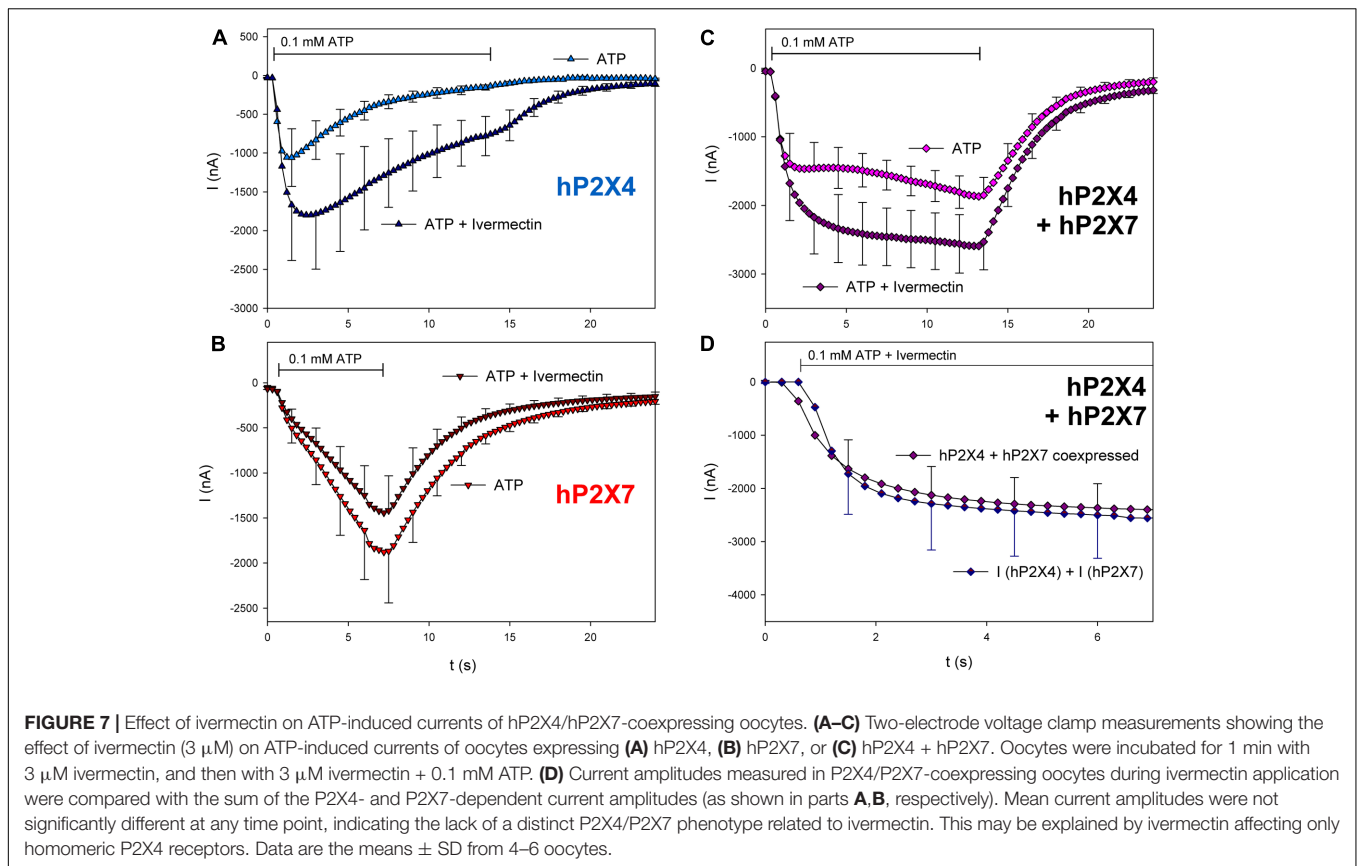 A
0.1 mM ATP
ATP
hP2X4
ATP + Ivermectin
I (nA)
500
0
-500
-1000
-1500
-2000
-2500
-3000
0 5 10 15 20
B
0.1 mM ATP
ATP + Ivermectin
ATP
hP2X7
I (nA)
0
-500
-1000
-1500
-2000
-2500
0 5 10 15 20
t (s)
C
0.1 mM ATP
ATP
hP2X4
+ hP2X7
ATP + Ivermectin
I (nA)
0
-1000
-2000
-3000
0 5 10 15 20
D
0.1 mM ATP + Ivermectin
hP2X4
+ hP2X7
hP2X4 + hP2X7 coexpressed
I (hP2X4) + I (hP2X7)
I (nA)
0
-1000
-2000
-3000
-4000
0 2 4 6
t (s)
FIGURE 7 | Effect of ivermectin on ATP-induced currents of hP2X4/hP2X7-coexpressing oocytes. (A–C) Two-electrode voltage clamp measurements showing the
effect of ivermectin (3 μM) on ATP-induced currents of oocytes expressing (A) hP2X4, (B) hP2X7, or (C) hP2X4 + hP2X7. Oocytes were incubated for 1 min with
3 μM ivermectin, and then with 3 μM ivermectin + 0.1 mM ATP. (D) Current amplitudes measured in P2X4/P2X7-coexpressing oocytes during ivermectin application
were compared with the sum of the P2X4- and P2X7-dependent current amplitudes (as shown in parts A,B, respectively). Mean current amplitudes were not
significantly different at any time point, indicating the lack of a distinct P2X4/P2X7 phenotype related to ivermectin. This may be explained by ivermectin affecting only
homomeric P2X4 receptors. Data are the means ± SD from 4–6 oocytes.